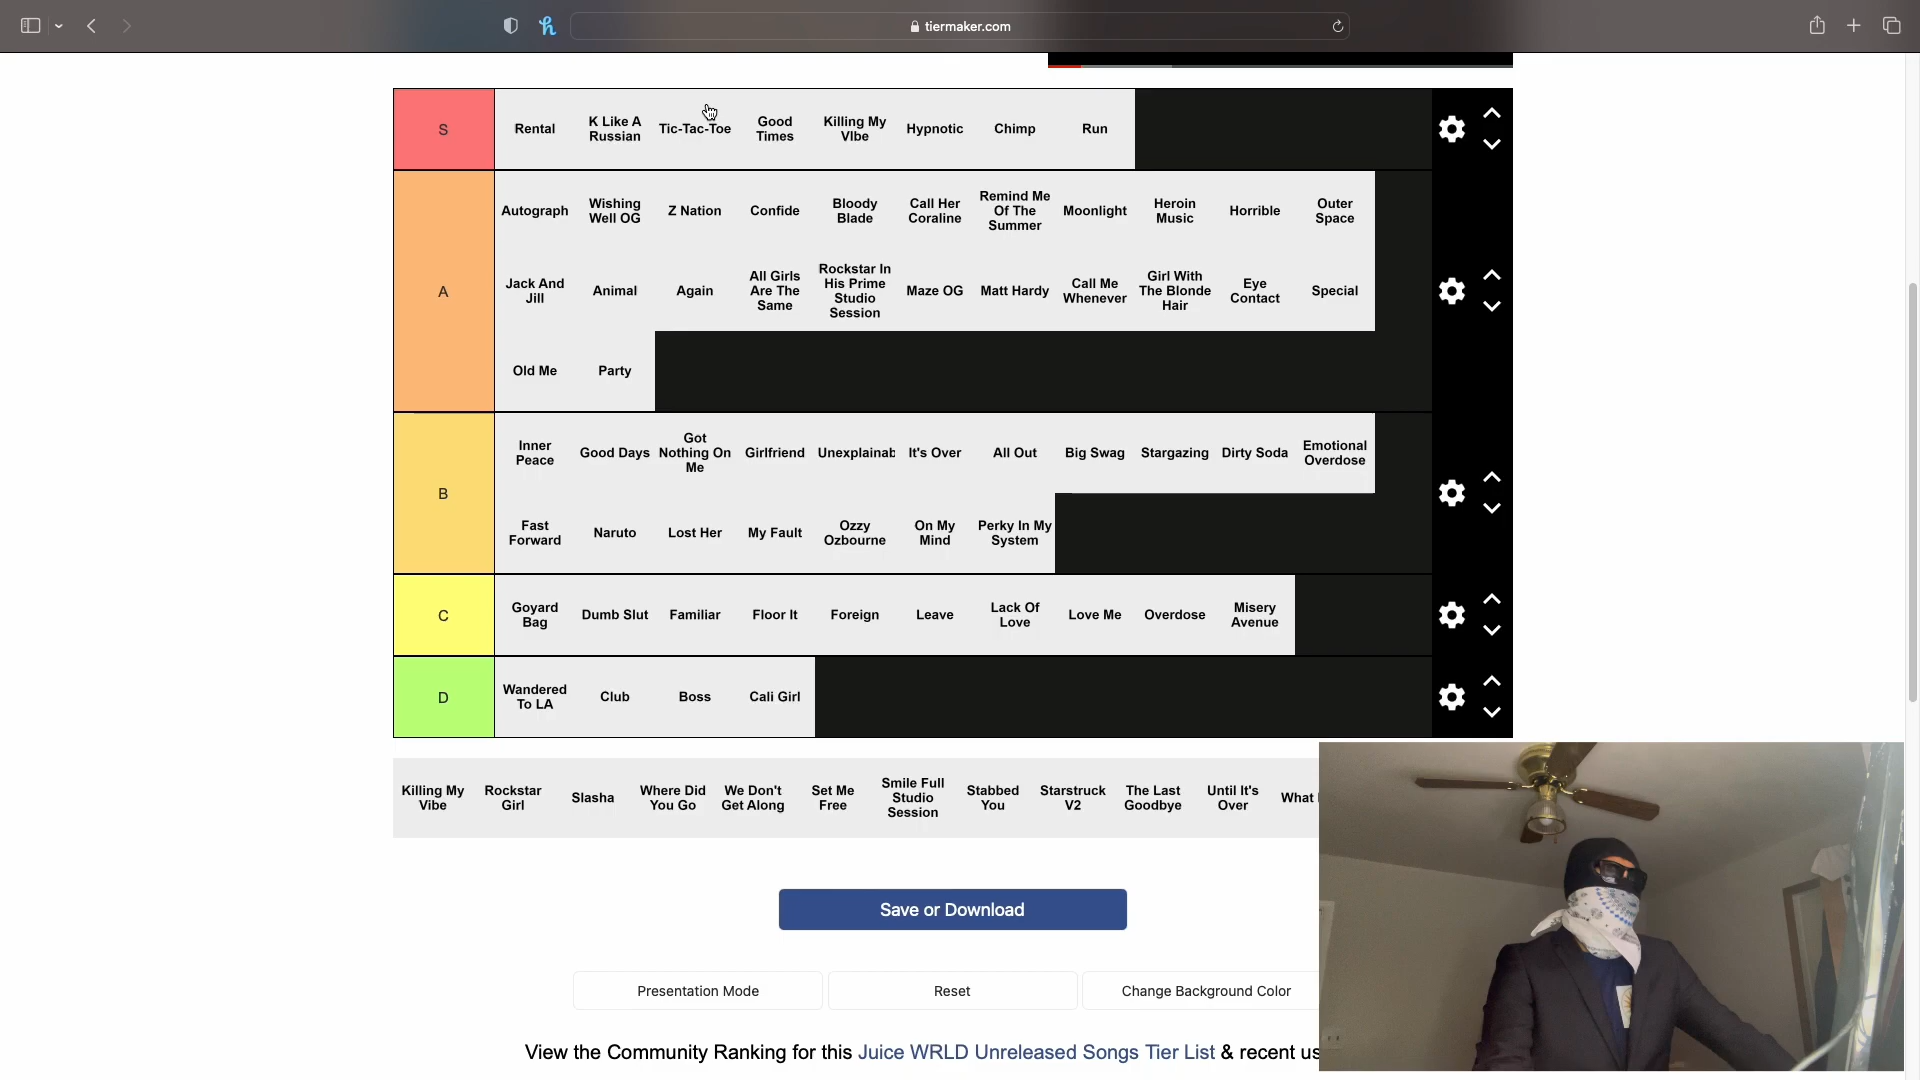 tiermaker.com
S
Rental
K Like A
Russian
Tic-Tac-Toe
Good
Times
Killing My
VIbe
Hypnotic
Chimp
Run
A
Autograph
Wishing
Well OG
Z Nation
Confide
Bloody
Blade
Call Her
Coraline
Remind Me
Of The
Summer
Moonlight
Heroin
Music
Horrible
Outer
Space
Jack And
Jill
Animal
Again
All Girls
Are The
Same
Rockstar In
His Prime
Studio
Session
Maze OG
Matt Hardy
Call Me
Whenever
Girl With
The Blonde
Hair
Eye
Contact
Special
Old Me
Party
B
Inner
Peace
Good Days
Got
Nothing On
Me
Girlfriend
Unexplainab
It's Over
All Out
Big Swag
Stargazing
Dirty Soda
Emotional
Overdose
Fast
Forward
Naruto
Lost Her
My Fault
Ozzy
Ozbourne
On My
Mind
Perky In My
System
C
Goyard
Bag
Dumb Slut
Familiar
Floor It
Foreign
Leave
Lack Of
Love
Love Me
Overdose
Misery
Avenue
D
Wandered
To LA
Club
Boss
Cali Girl
Killing My
Vibe
Rockstar
Girl
Slasha
Where Did
You Go
We Don't
Get Along
Set Me
Free
Smile Full
Studio
Session
Stabbed
You
Starstruck
V2
The Last
Goodbye
Until It's
Over
What
Save or Download
Presentation Mode
Reset
Change Background Color
View the Community Ranking for this Juice WRLD Unreleased Songs Tier List & recent us